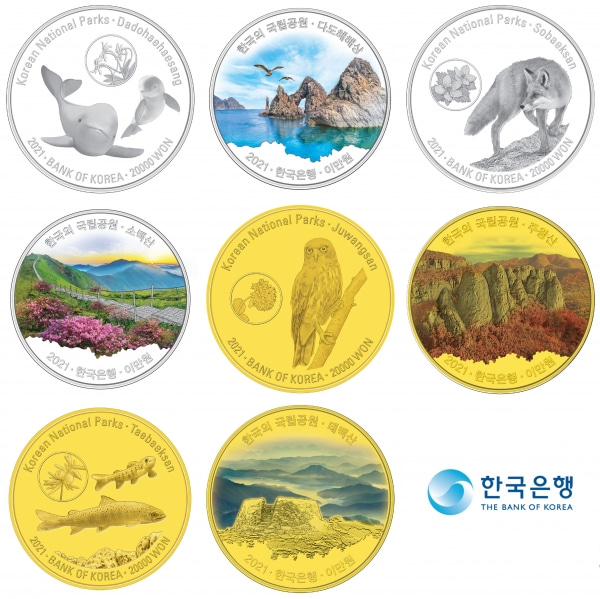 Korean National Parks · Dadohaehaesang
2021 · BANK OF KOREA · 20000 WON
한국의 국립공원 · 다도해해상
2021 · 한국은행 · 이만원
Korean National Parks · Sobaeksan
2021 · BANK OF KOREA · 20000 WON
한국의 국립공원 · 소백산
2021 · 한국은행 · 이만원
Korean National Parks · Juwangsan
2021 · BANK OF KOREA · 20000 WON
한국의 국립공원 · 주왕산
2021 · 한국은행 · 이만원
Korean National Parks · Taebaeksan
2021 · BANK OF KOREA · 20000 WON
한국의 국립공원 · 태백산
2021 · 한국은행 · 이만원
한국은행
THE BANK OF KOREA